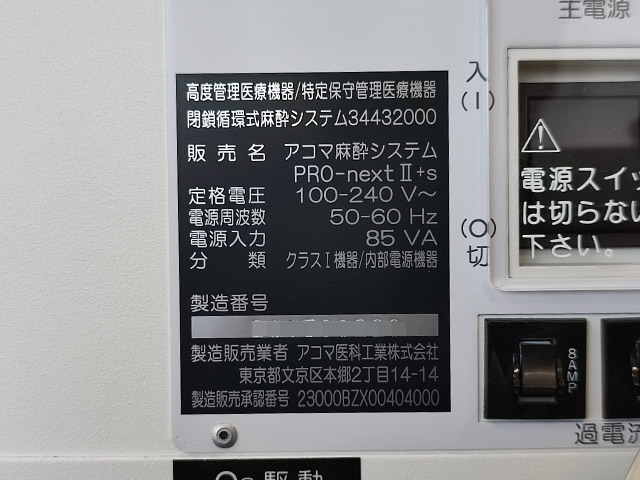 主電源
入
(I)
(O)
切
高度管理医療機器/特定保守管理医療機器
閉鎖循環式麻酔システム34432000
販売名 アコマ麻酔システム
PRO-nextⅡ+s
定格電圧 100-240 V~
電源周波数 50-60 Hz
電源入力 85 VA
分類 クラスⅠ機器/内部電源機器
製造番号
製造販売業者 アコマ医科工業株式会社
東京都文京区本郷2丁目14-14
製造販売承認番号 23000BZX00404000
電源スイッ
は切らない
下さい。
8AMP
過電流
駆動